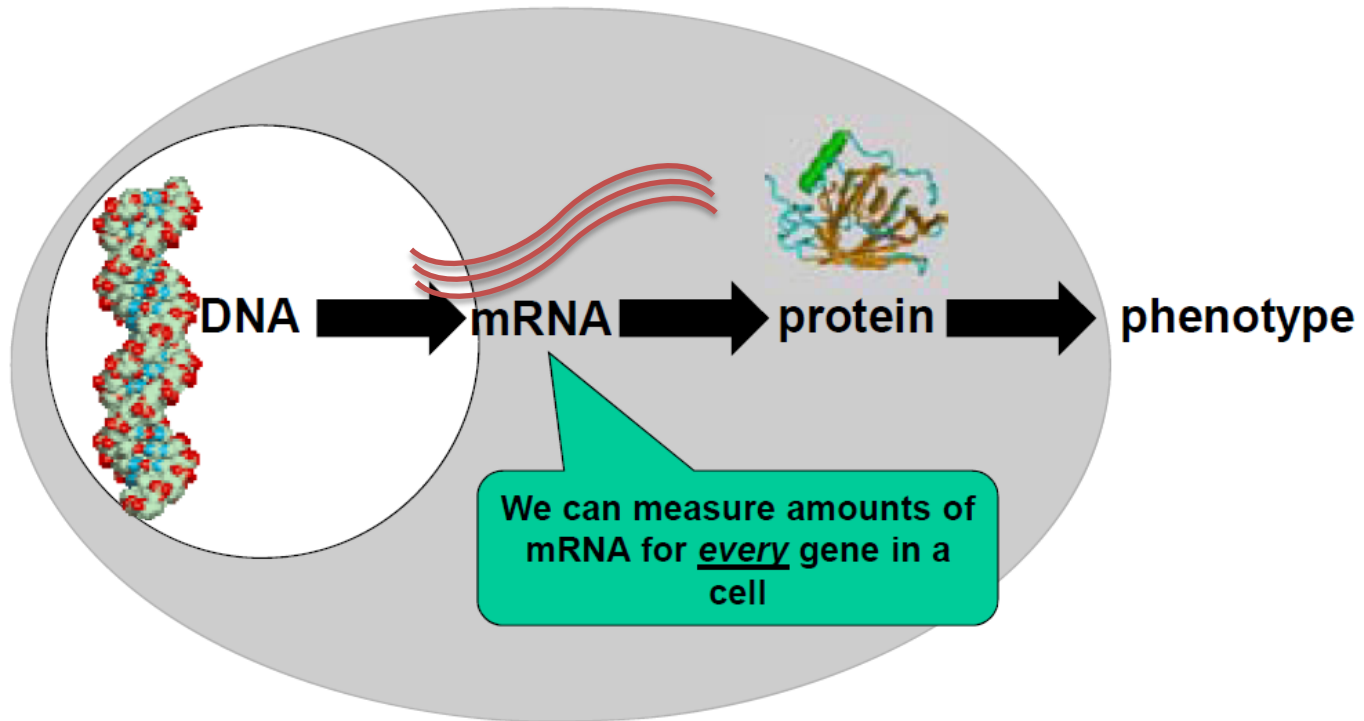 DNA mRNA protein phenotype
We can measure amounts of
mRNA for every gene in a
cell